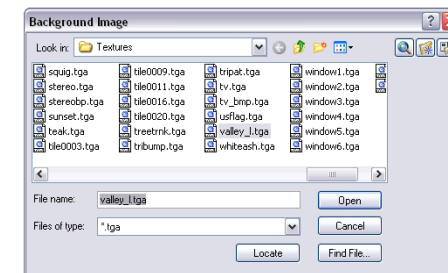 Background Image
Look in: Textures
squig.tga tile0009.tga tripat.tga window1.tga
stereo.tga tile0011.tga tv.tga window2.tga
stereobp.tga tile0016.tga tv_bmp.tga window3.tga
sunset.tga tile0020.tga usflag.tga window4.tga
teak.tga treetrnk.tga valley_l.tga window5.tga
tile0003.tga tribump.tga whiteash.tga window6.tga
File name: valley_l.tga Open
Files of type: *.tga Cancel
Locate Find File...